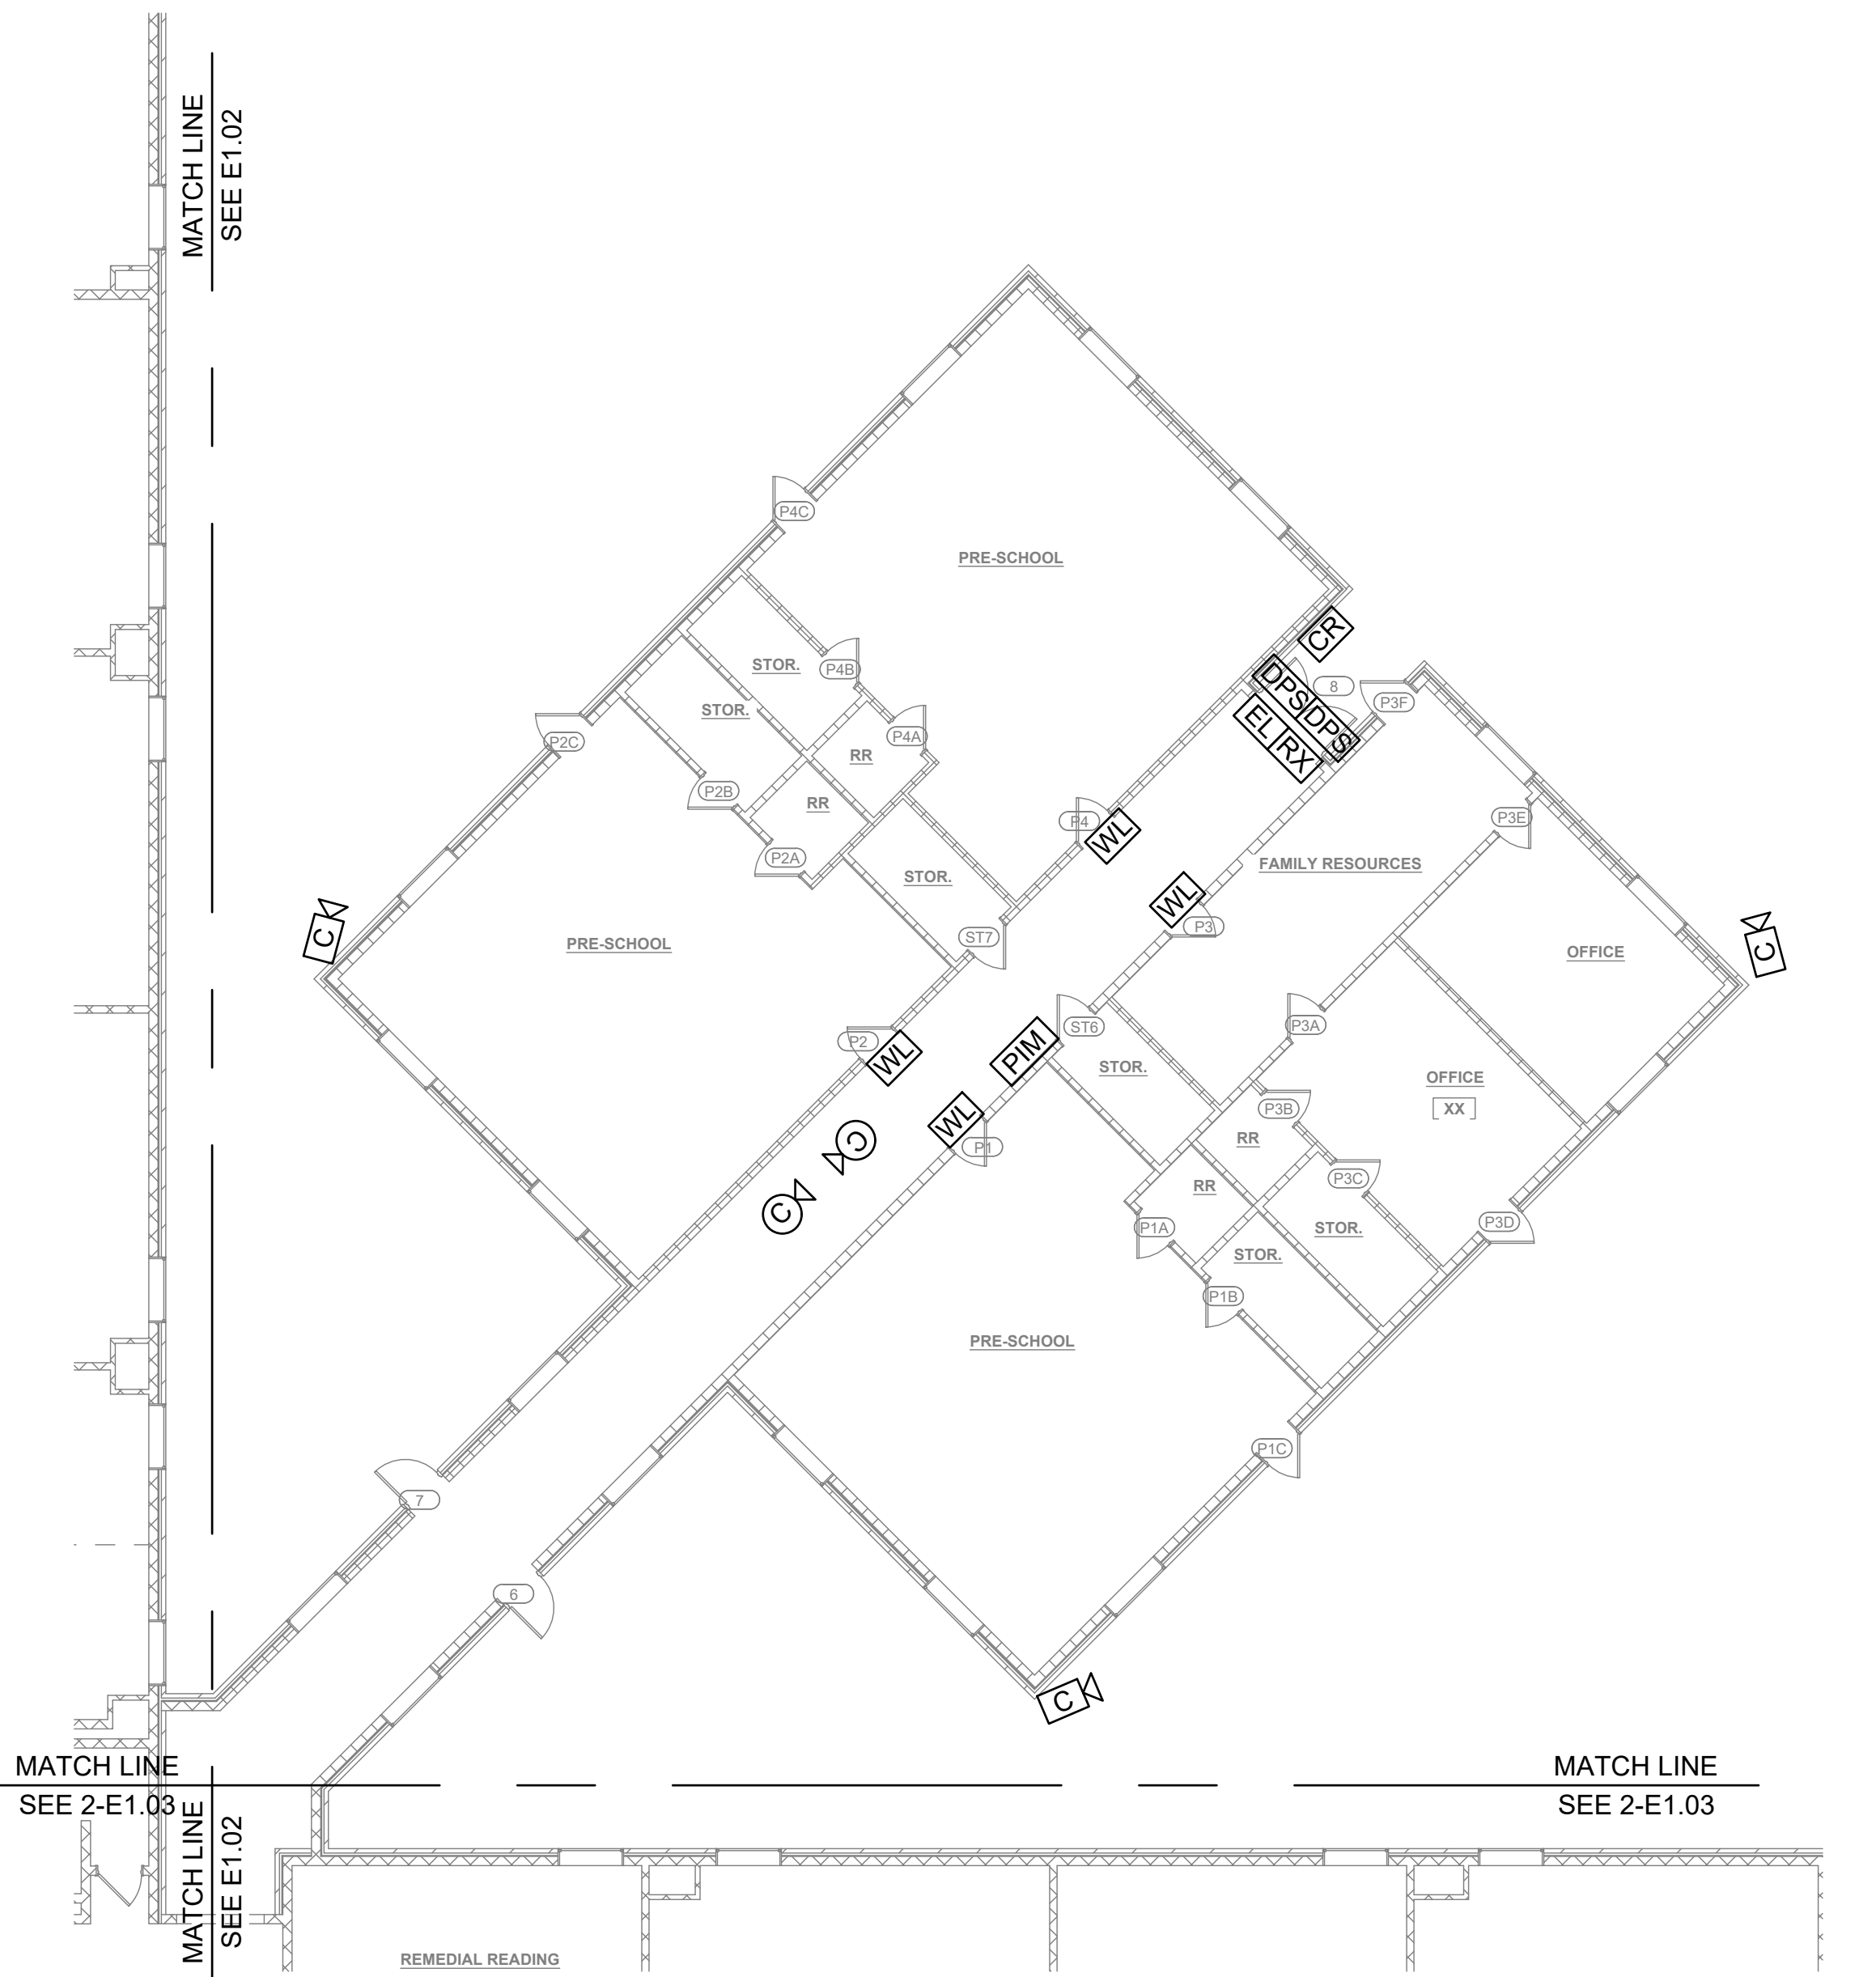 MATCH LINE
SEE E1.02
P4C
PRE-SCHOOL
CR
STOR.
P4B
DPS
DPS
8
P3F
STOR.
EL
RX
P2C
P4A
RR
P2B
RR
P4
WL
P3E
P2A
FAMILY RESOURCES
STOR.
WL
P3
C
PRE-SCHOOL
ST7
OFFICE
C
P2
WL
PIM
ST6
P3A
STOR.
OFFICE
XX
WL
P1
P3B
RR
C
C
RR
P3C
P1A
STOR.
P3D
STOR.
P1B
PRE-SCHOOL
P1C
7
6
C
MATCH LINE
SEE 2-E1.03
MATCH LINE
SEE 2-E1.03
MATCH LINE
SEE E1.02
REMEDIAL READING